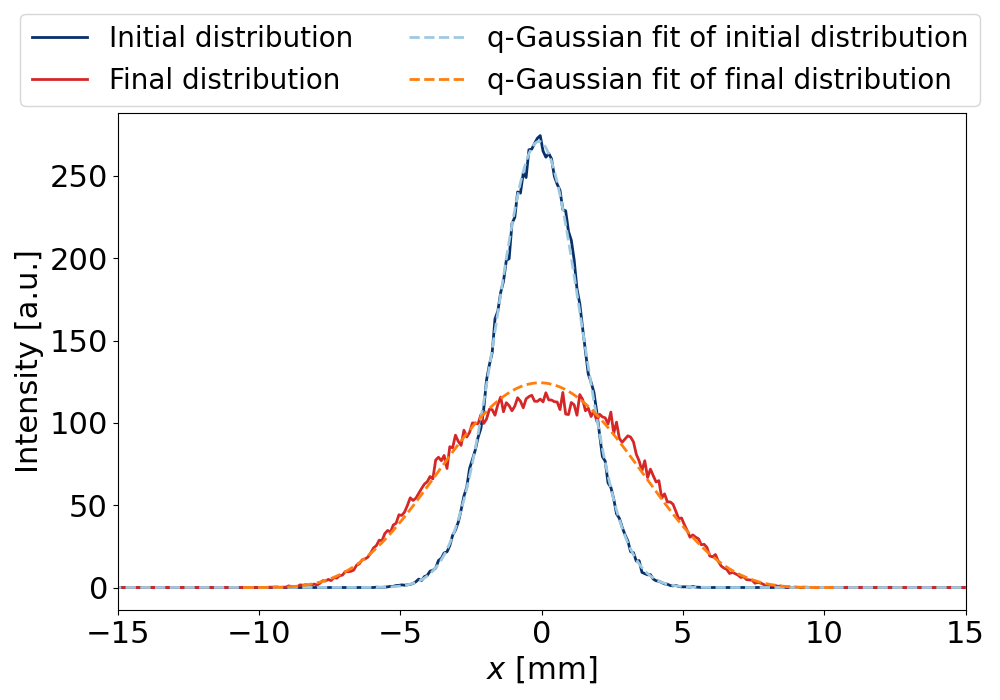 Initial distribution
q-Gaussian fit of initial distribution
Final distribution
q-Gaussian fit of final distribution
Intensity [a.u.]
250
200
150
100
50
0
−15
−10
−5
0
5
10
15
x [mm]